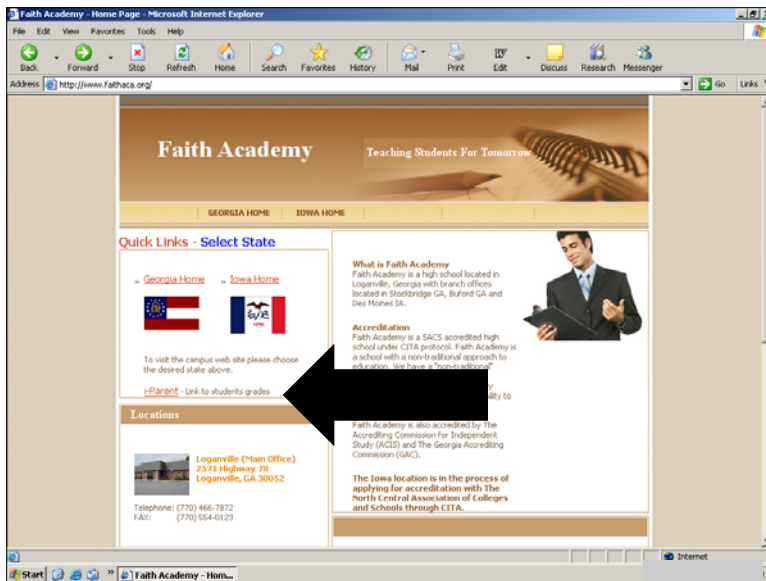 Faith Academy - Home Page - Microsoft Internet Explorer
File Edit View Favorites Tools Help
Back Forward Stop Refresh Home Search Favorites History Mail Print Edit Discuss Research Messenger
Address http://www.faithaca.org/ Go Links
Faith Academy
Teaching Students For Tomorrow
GEORGIA HOME IOWA HOME
Quick Links - Select State
» Georgia Home » Iowa Home
To visit the campus web site please choose
the desired state above.
i-Parent - Link to students grades
Locations
Loganville (Main Office)
2571 Highway 78
Loganville, GA 30052
Telephone: (770) 466-7872
FAX: (770) 554-0123
What is Faith Academy
Faith Academy is a high school located in
Loganville, Georgia with branch offices
located in Stockbridge GA, Buford GA and
Des Moines IA.
Accreditation
Faith Academy is a SACS accredited high
school under CITA protocol. Faith Academy is
a school with a non-traditional approach to
education. We have a "non-traditional"
Faith Academy is also accredited by The
Accrediting Commission for Independent
Study (ACIS) and The Georgia Accrediting
Commission (GAC).
The Iowa location is in the process of
applying for accreditation with The
North Central Association of Colleges
and Schools through CITA.
Internet
Start Faith Academy - Hom...